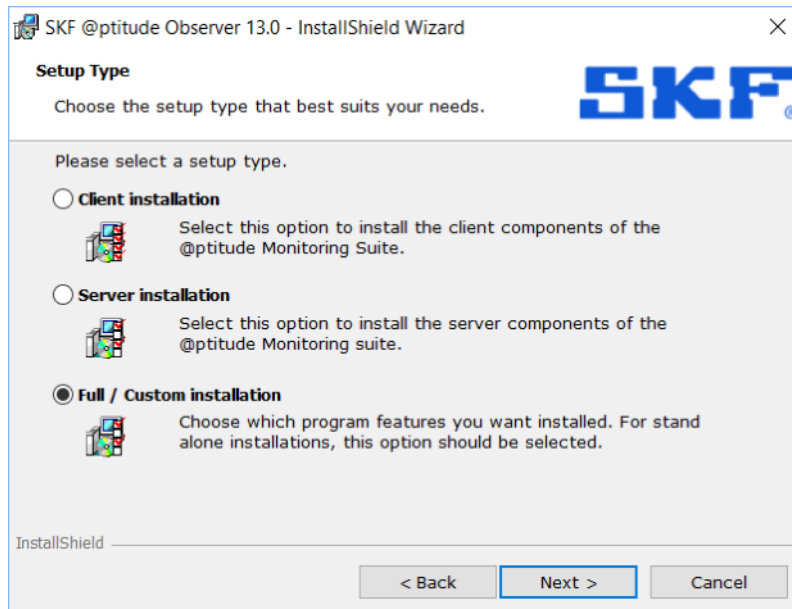 SKF @ptitude Observer 13.0 - InstallShield Wizard
Setup Type
Choose the setup type that best suits your needs.
SKF®
Please select a setup type.
Client installation
Select this option to install the client components of the
@ptitude Monitoring Suite.
Server installation
Select this option to install the server components of the
@ptitude Monitoring suite.
Full / Custom installation
Choose which program features you want installed. For stand
alone installations, this option should be selected.
InstallShield
< Back
Next >
Cancel